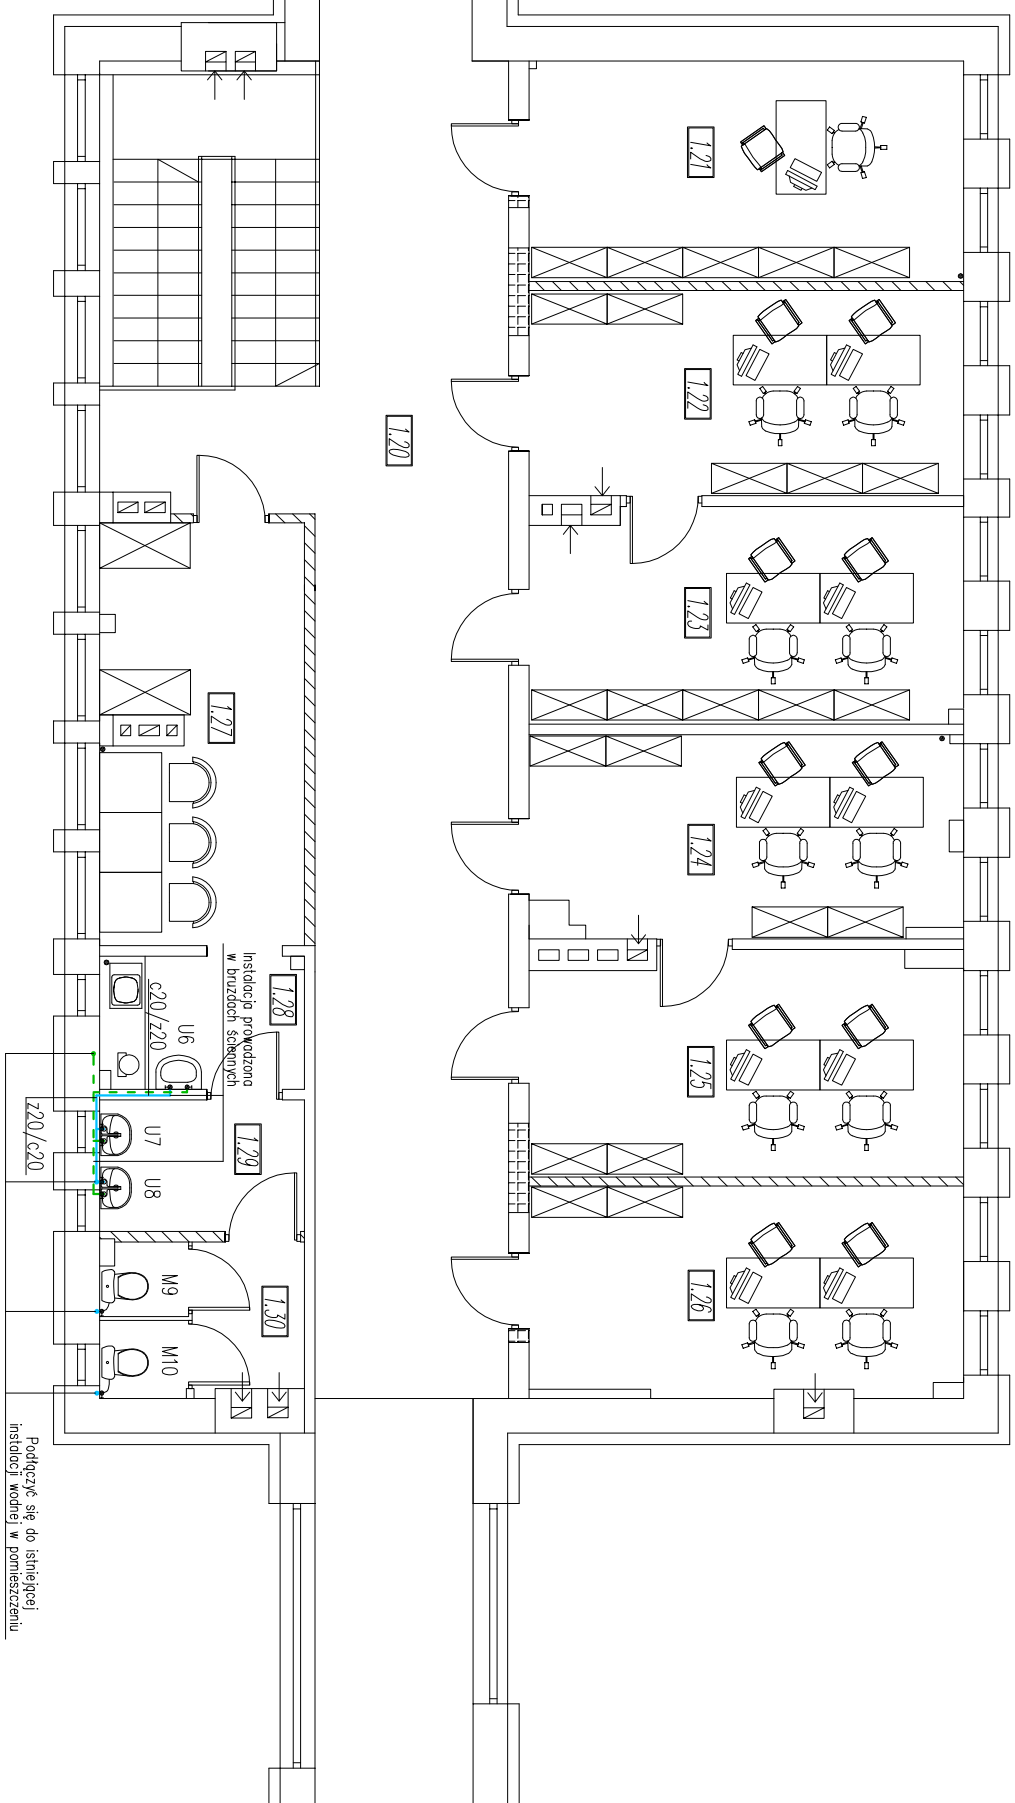 1.21
1.22
1.20
1.23
1.27
1.24
Instalacja prowadzona
w bruzdach ściennych
1.28
U6
c20/z20
1.25
z20/c20
U7
1.29
U8
M9
1.30
1.26
M10
Podłączyć się do istniejącej
instalacji wodnej w pomieszczeniu